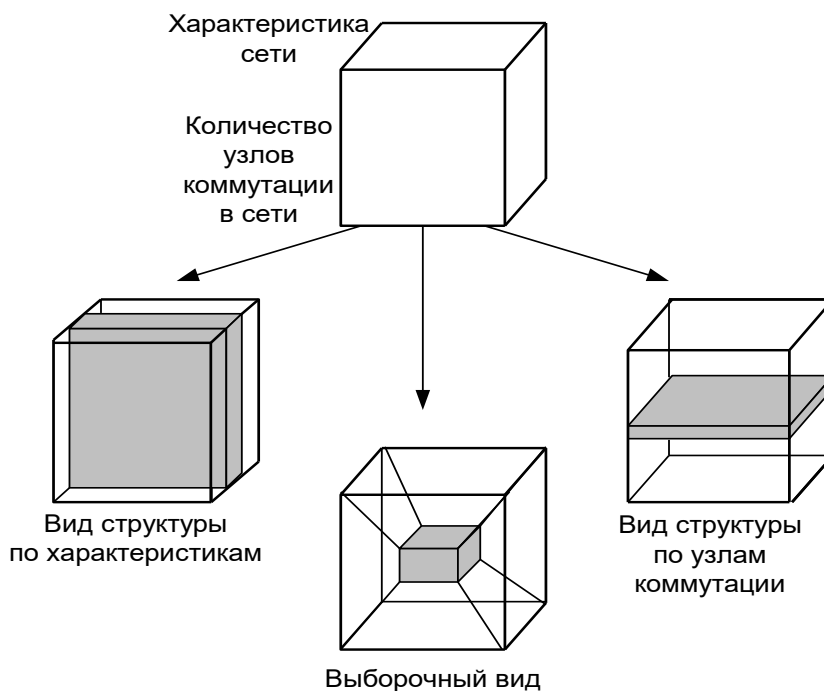 Характеристика
сети
Количество
узлов
коммутации
в сети
Вид структуры
по характеристикам
Выборочный вид
Вид структуры
по узлам
коммутации